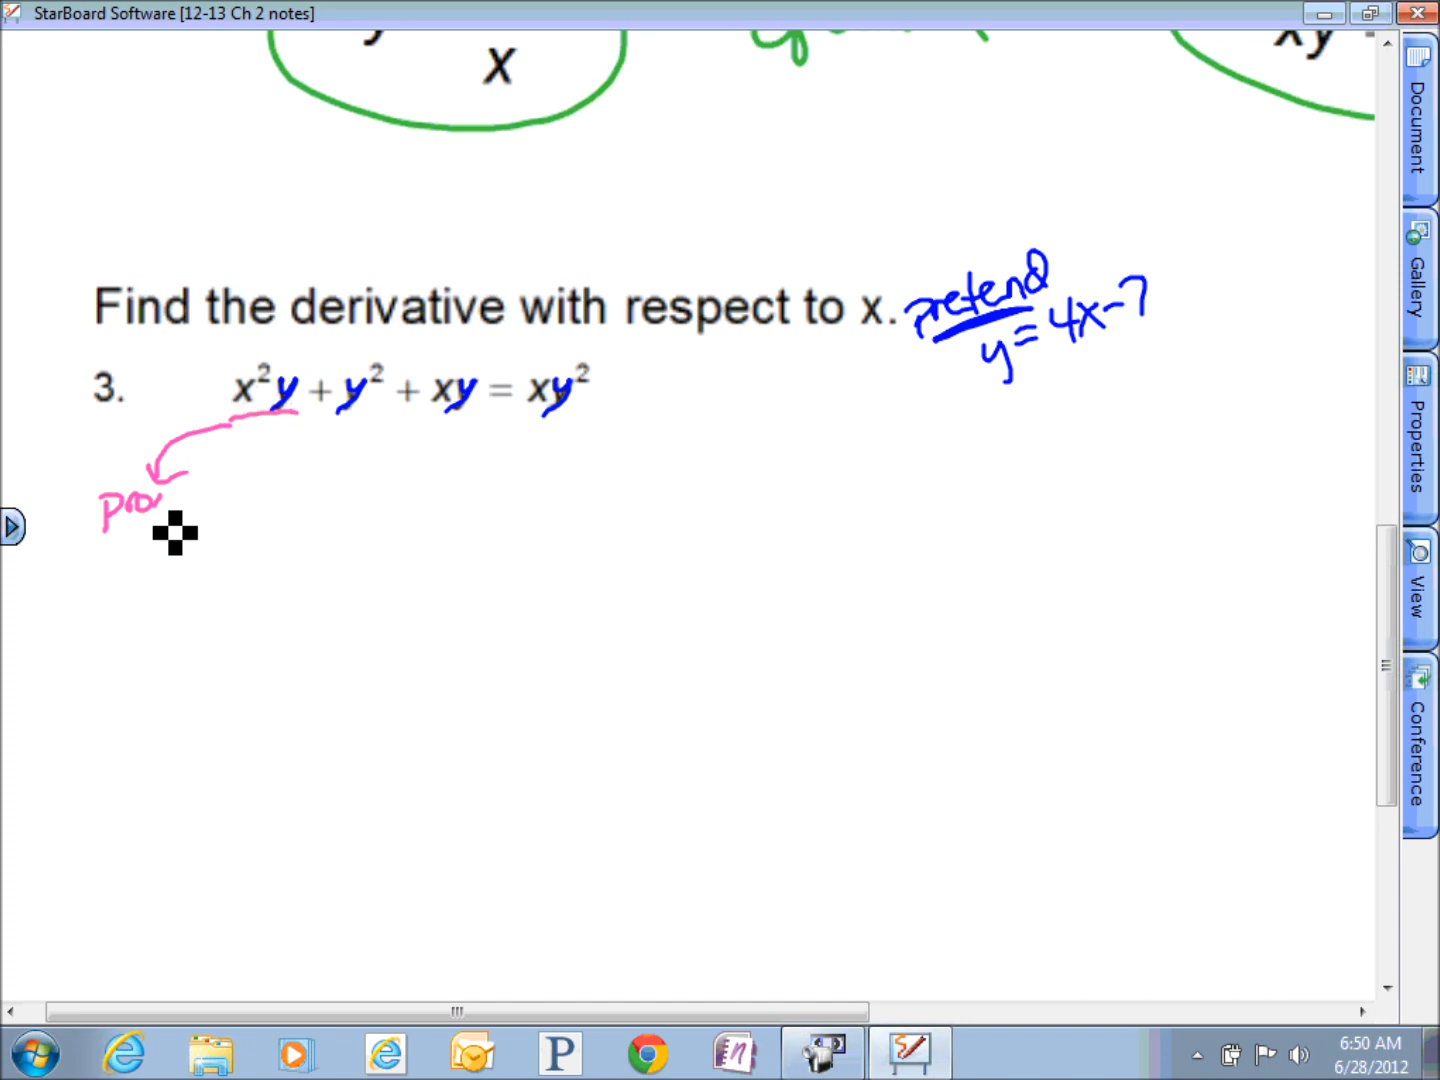 StarBoard Software [12-13 Ch 2 notes]
y
x
xy =
Find the derivative with respect to x.
pretend
y = 4x-7
3. x²y + y² + xy = xy²
Document
Gallery
Properties
View
Conference
P
6:50 AM
6/28/2012